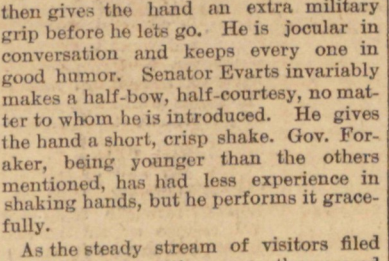 then gives the hand an extra military
grip before he lets go. He is jocular in
conversation and keeps every one in
good humor. Senator Evarts invariably
makes a half-bow, half-courtesy, no mat-
ter to whom he is introduced. He gives
the hand a short, crisp shake. Gov. For-
aker, being younger than the others
mentioned, has had less experience in
shaking hands, but he performs it grace-
fully.
As the steady stream of visitors filed